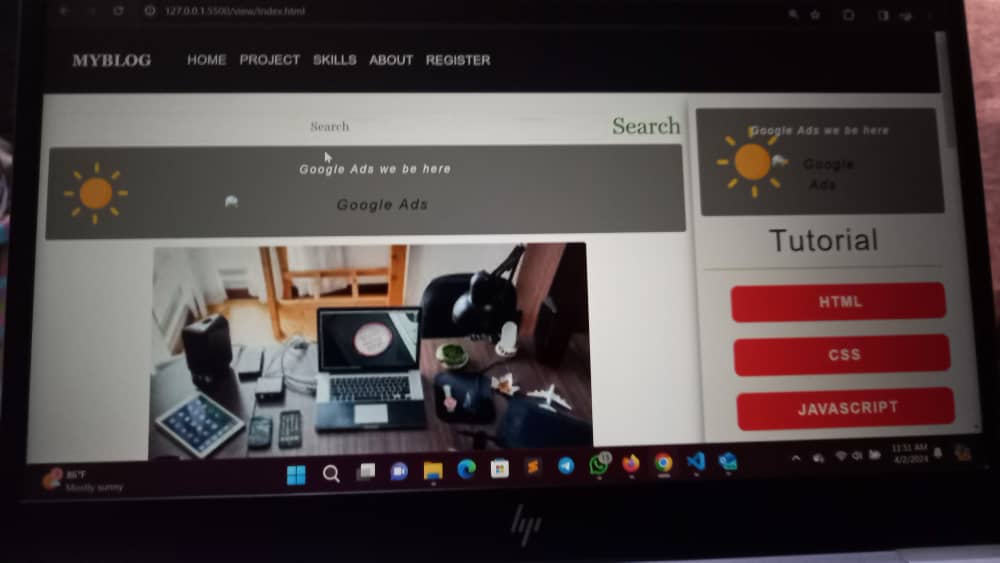 127.0.0.1:5500/view/index.html
MYBLOG HOME PROJECT SKILLS ABOUT REGISTER
Search Search
Google Ads we be here
Google Ads
Google Ads we be here
Google
Ads
Tutorial
HTML
CSS
JAVASCRIPT
86°F
Mostly sunny
11:51 AM
4/2/2024
hp